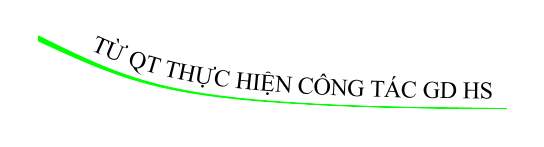 TỪ QT THỰC HIỆN CÔNG TÁC GD HS